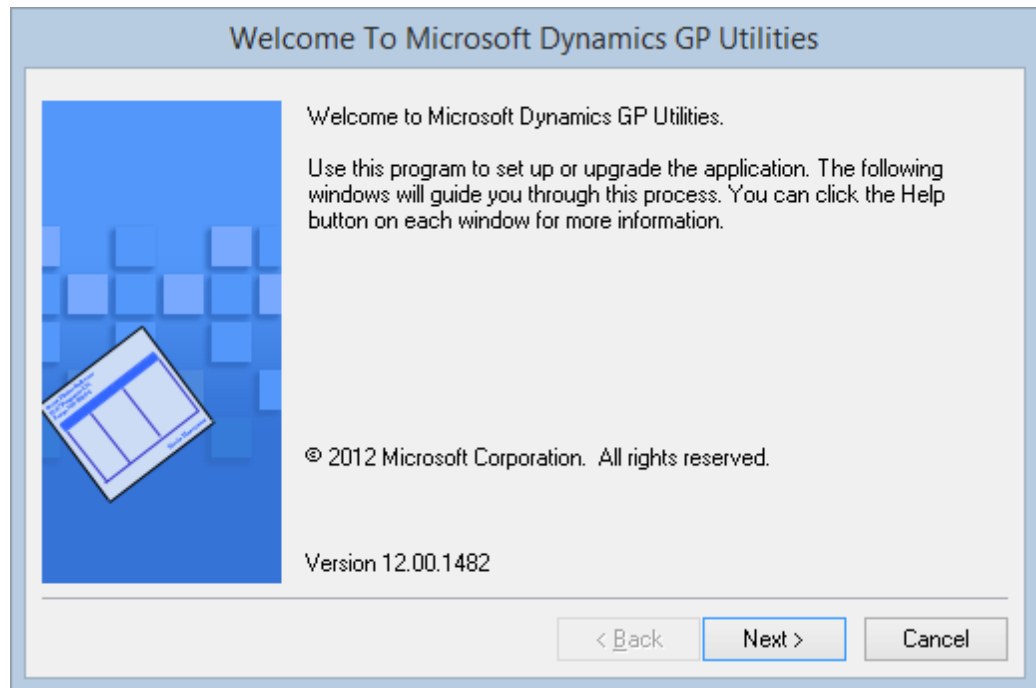 Welcome To Microsoft Dynamics GP Utilities
Welcome to Microsoft Dynamics GP Utilities.
Use this program to set up or upgrade the application. The following
windows will guide you through this process. You can click the Help
button on each window for more information.
© 2012 Microsoft Corporation. All rights reserved.
Version 12.00.1482
< Back
Next >
Cancel